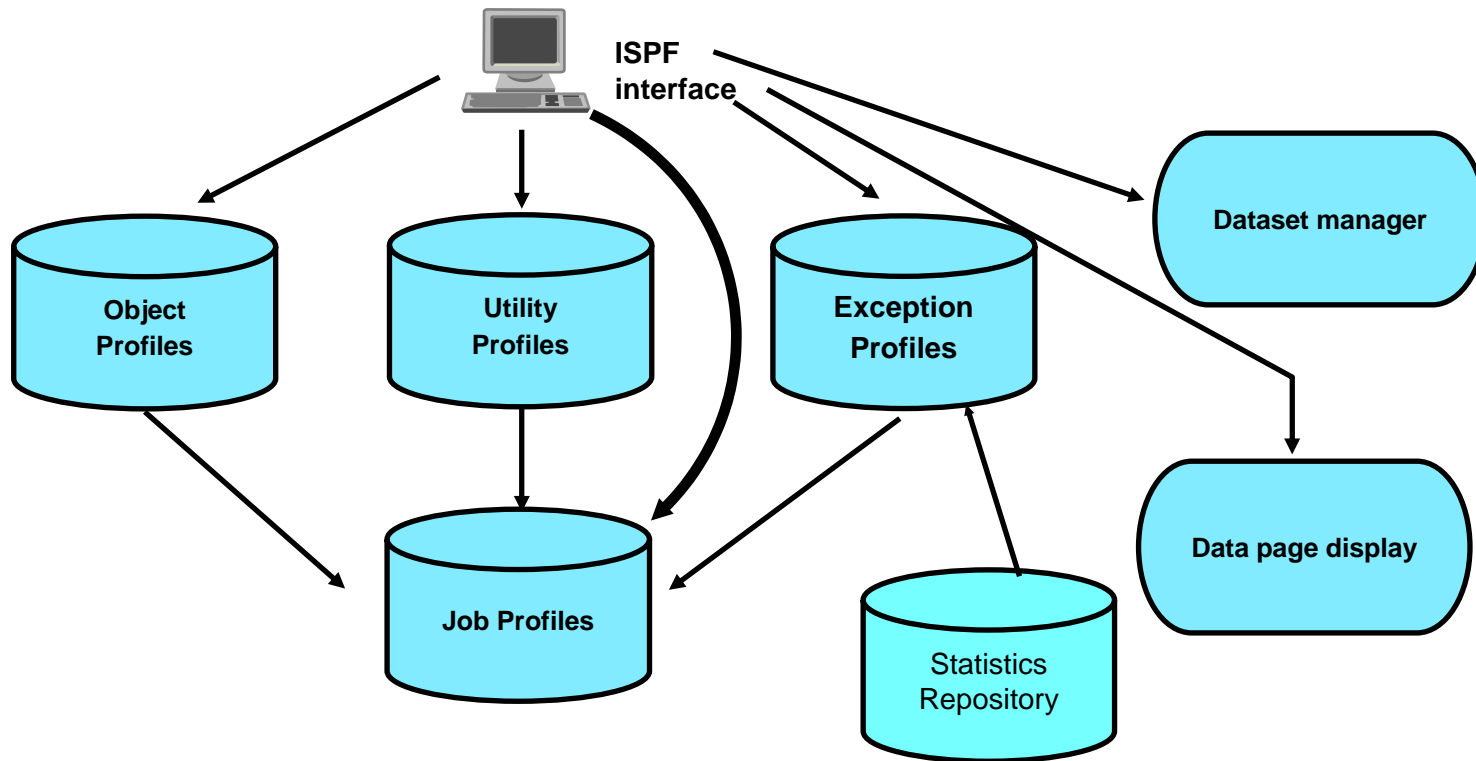 ISPF
interface
Dataset manager
Object
Profiles
Utility
Profiles
Exception
Profiles
Data page display
Job Profiles
Statistics
Repository